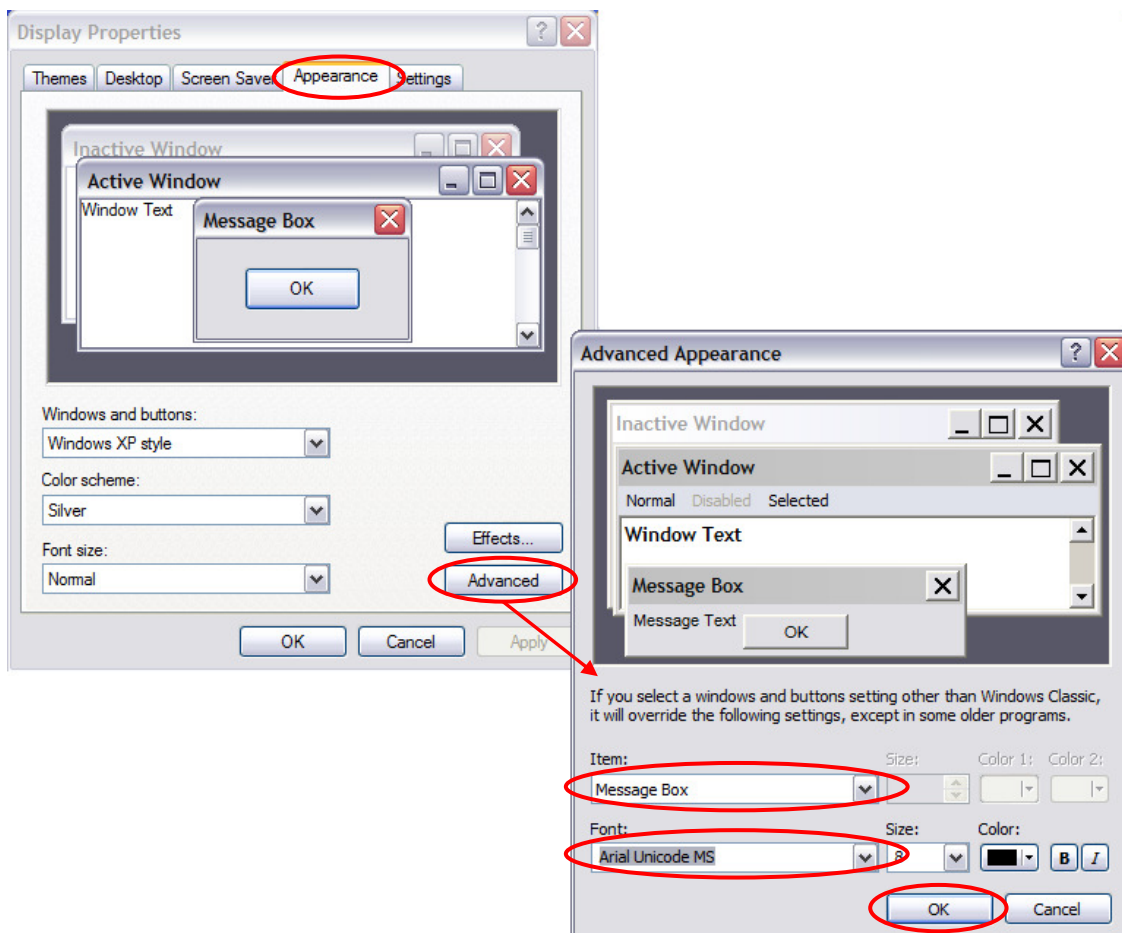 Display Properties
Themes Desktop Screen Saver Appearance Settings
Inactive Window
Active Window
Window Text
Message Box
OK
Windows and buttons:
Windows XP style
Color scheme:
Silver
Font size:
Normal
Effects...
Advanced
OK Cancel Apply
Advanced Appearance
Inactive Window
Active Window
Normal Disabled Selected
Window Text
Message Box
Message Text
OK
If you select a windows and buttons setting other than Windows Classic,
it will override the following settings, except in some older programs.
Item: Size: Color 1: Color 2:
Message Box
Font: Size: Color:
Arial Unicode MS 8 B I
OK Cancel